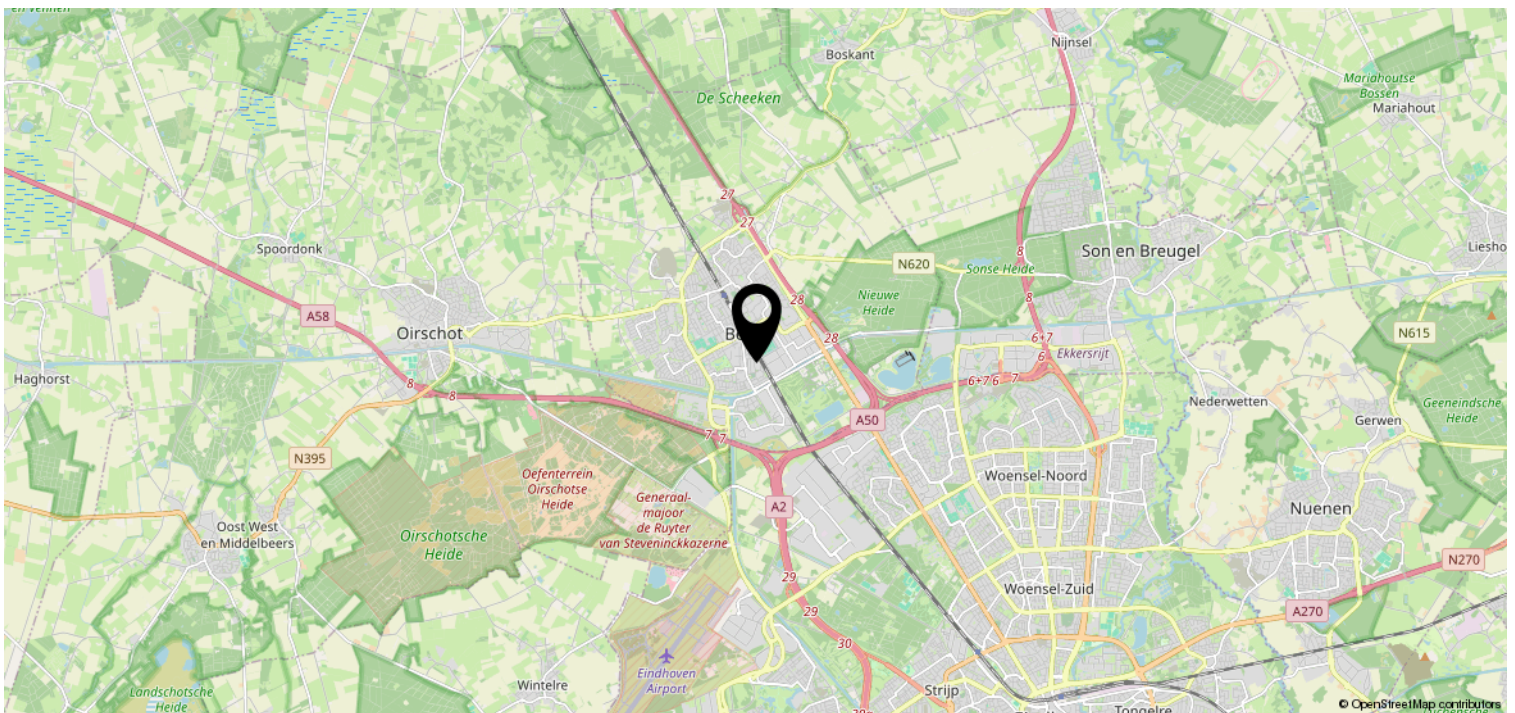 Boskant
Nijnsel
De Scheeken
Mariahoutse
Bossen
Mariahout
27
27
Spoordonk
Son en Breugel
Liesho
8
N620
Sonse Heide
A58
28
Nieuwe
Heide
8
N615
Oirschot
28
6+7
6
Ekkersrijt
Haghorst
8
8
6+7
6
7
Nederwetten
Geeneindsche
Heide
A50
Gerwen
7
7
N395
Oefenterrein
Oirschotse
Heide
Woensel-Noord
Generaal-
majoor
de Ruyter
van Steveninckkazerne
A2
Nuenen
Oost West
en Middelbeers
Oirschotsche
Heide
N270
29
Woensel-Zuid
29
A270
30
Eindhoven
Airport
Wintelre
Landschotsche
Heide
Strijp
© OpenStreetMap contributors